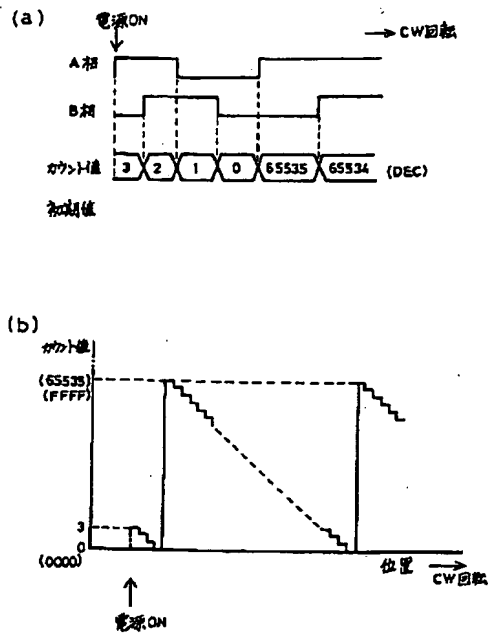 (a)
電源ON
→ CW回転
A相
B相
カウント値 3 2 1 0 65535 65534 (DEC)
初期値
(b)
カウント値
(65535)
(FFFF)
3
0
(0000)
位置 → CW回転
電源ON